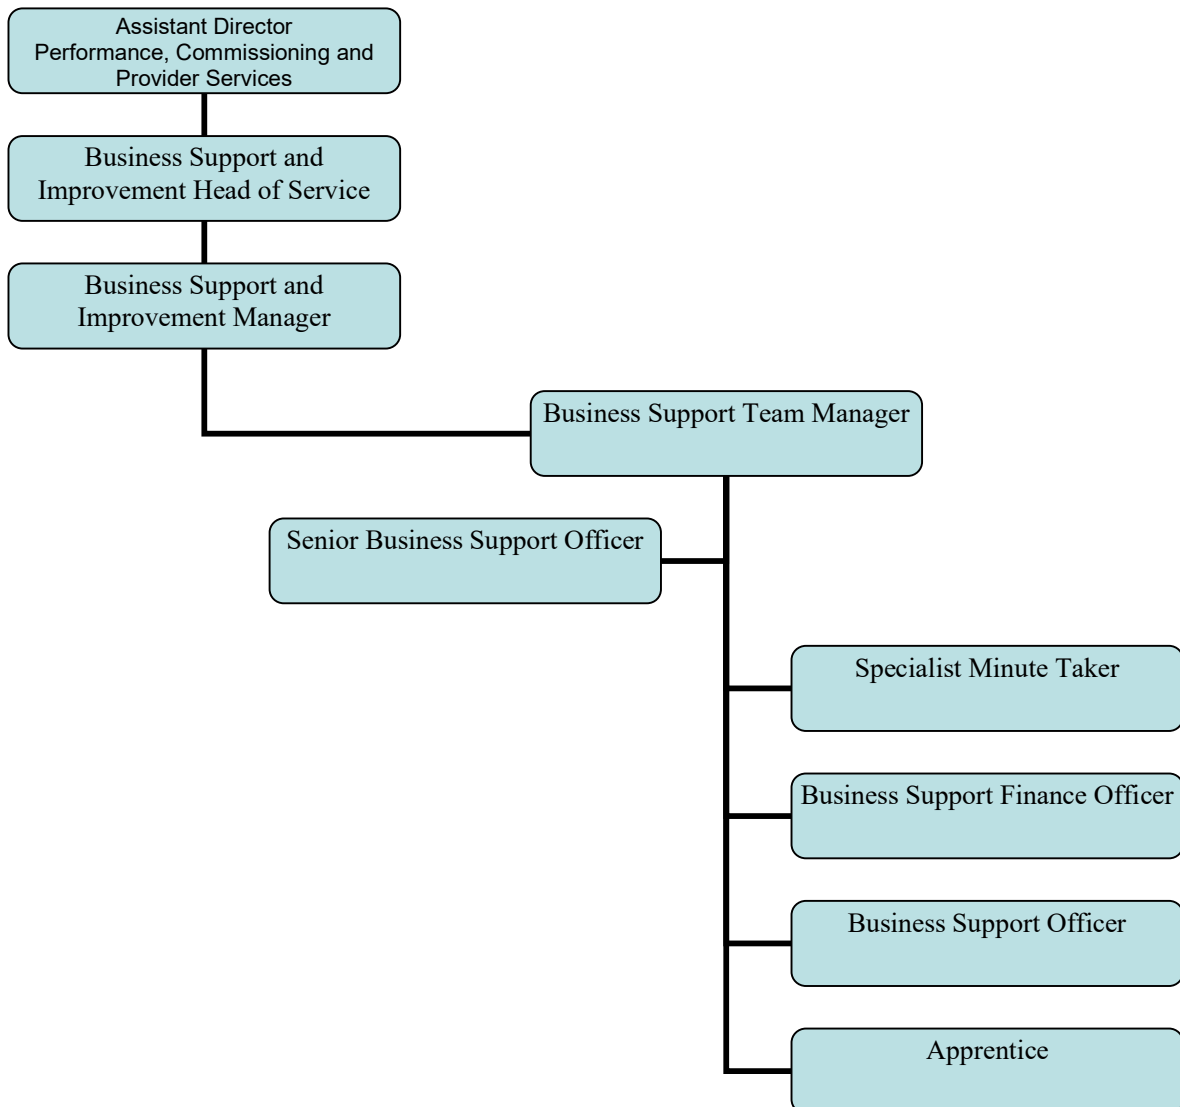 Assistant Director
Performance, Commissioning and
Provider Services
Business Support and
Improvement Head of Service
Business Support and
Improvement Manager
Business Support Team Manager
Senior Business Support Officer
Specialist Minute Taker
Business Support Finance Officer
Business Support Officer
Apprentice